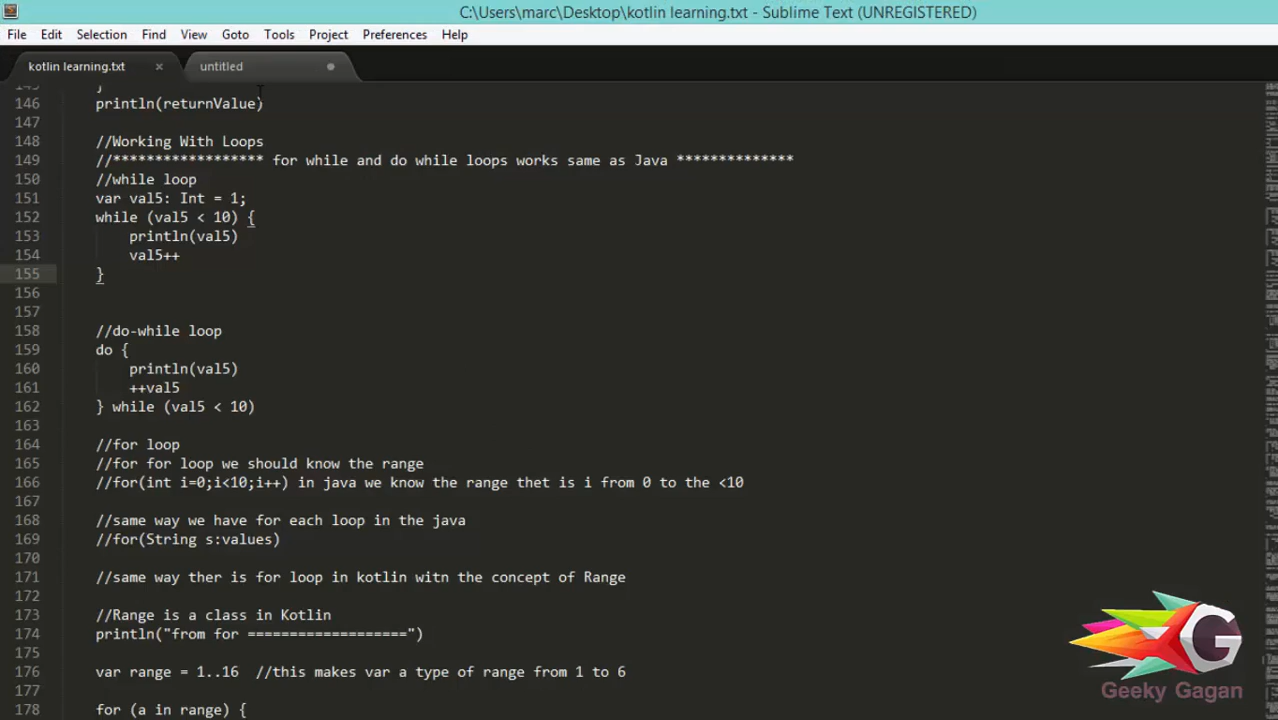 C:\Users\marc\Desktop\kotlin learning.txt - Sublime Text (UNREGISTERED)
File Edit Selection Find View Goto Tools Project Preferences Help
kotlin learning.txt × untitled
146 println(returnValue)
147
148 //Working With Loops
149 //****************** for while and do while loops works same as Java **************
150 //while loop
151 var val5: Int = 1;
152 while (val5 < 10) {
153 println(val5)
154 val5++
155 }
156
157
158 //do-while loop
159 do {
160 println(val5)
161 ++val5
162 } while (val5 < 10)
163
164 //for loop
165 //for for loop we should know the range
166 //for(int i=0;i<10;i++) in java we know the range thet is i from 0 to the <10
167
168 //same way we have for each loop in the java
169 //for(String s:values)
170
171 //same way ther is for loop in kotlin witn the concept of Range
172
173 //Range is a class in Kotlin
174 println("from for ===================")
175
176 var range = 1..16 //this makes var a type of range from 1 to 6
177
178 for (a in range) {
G
Geeky Gagan